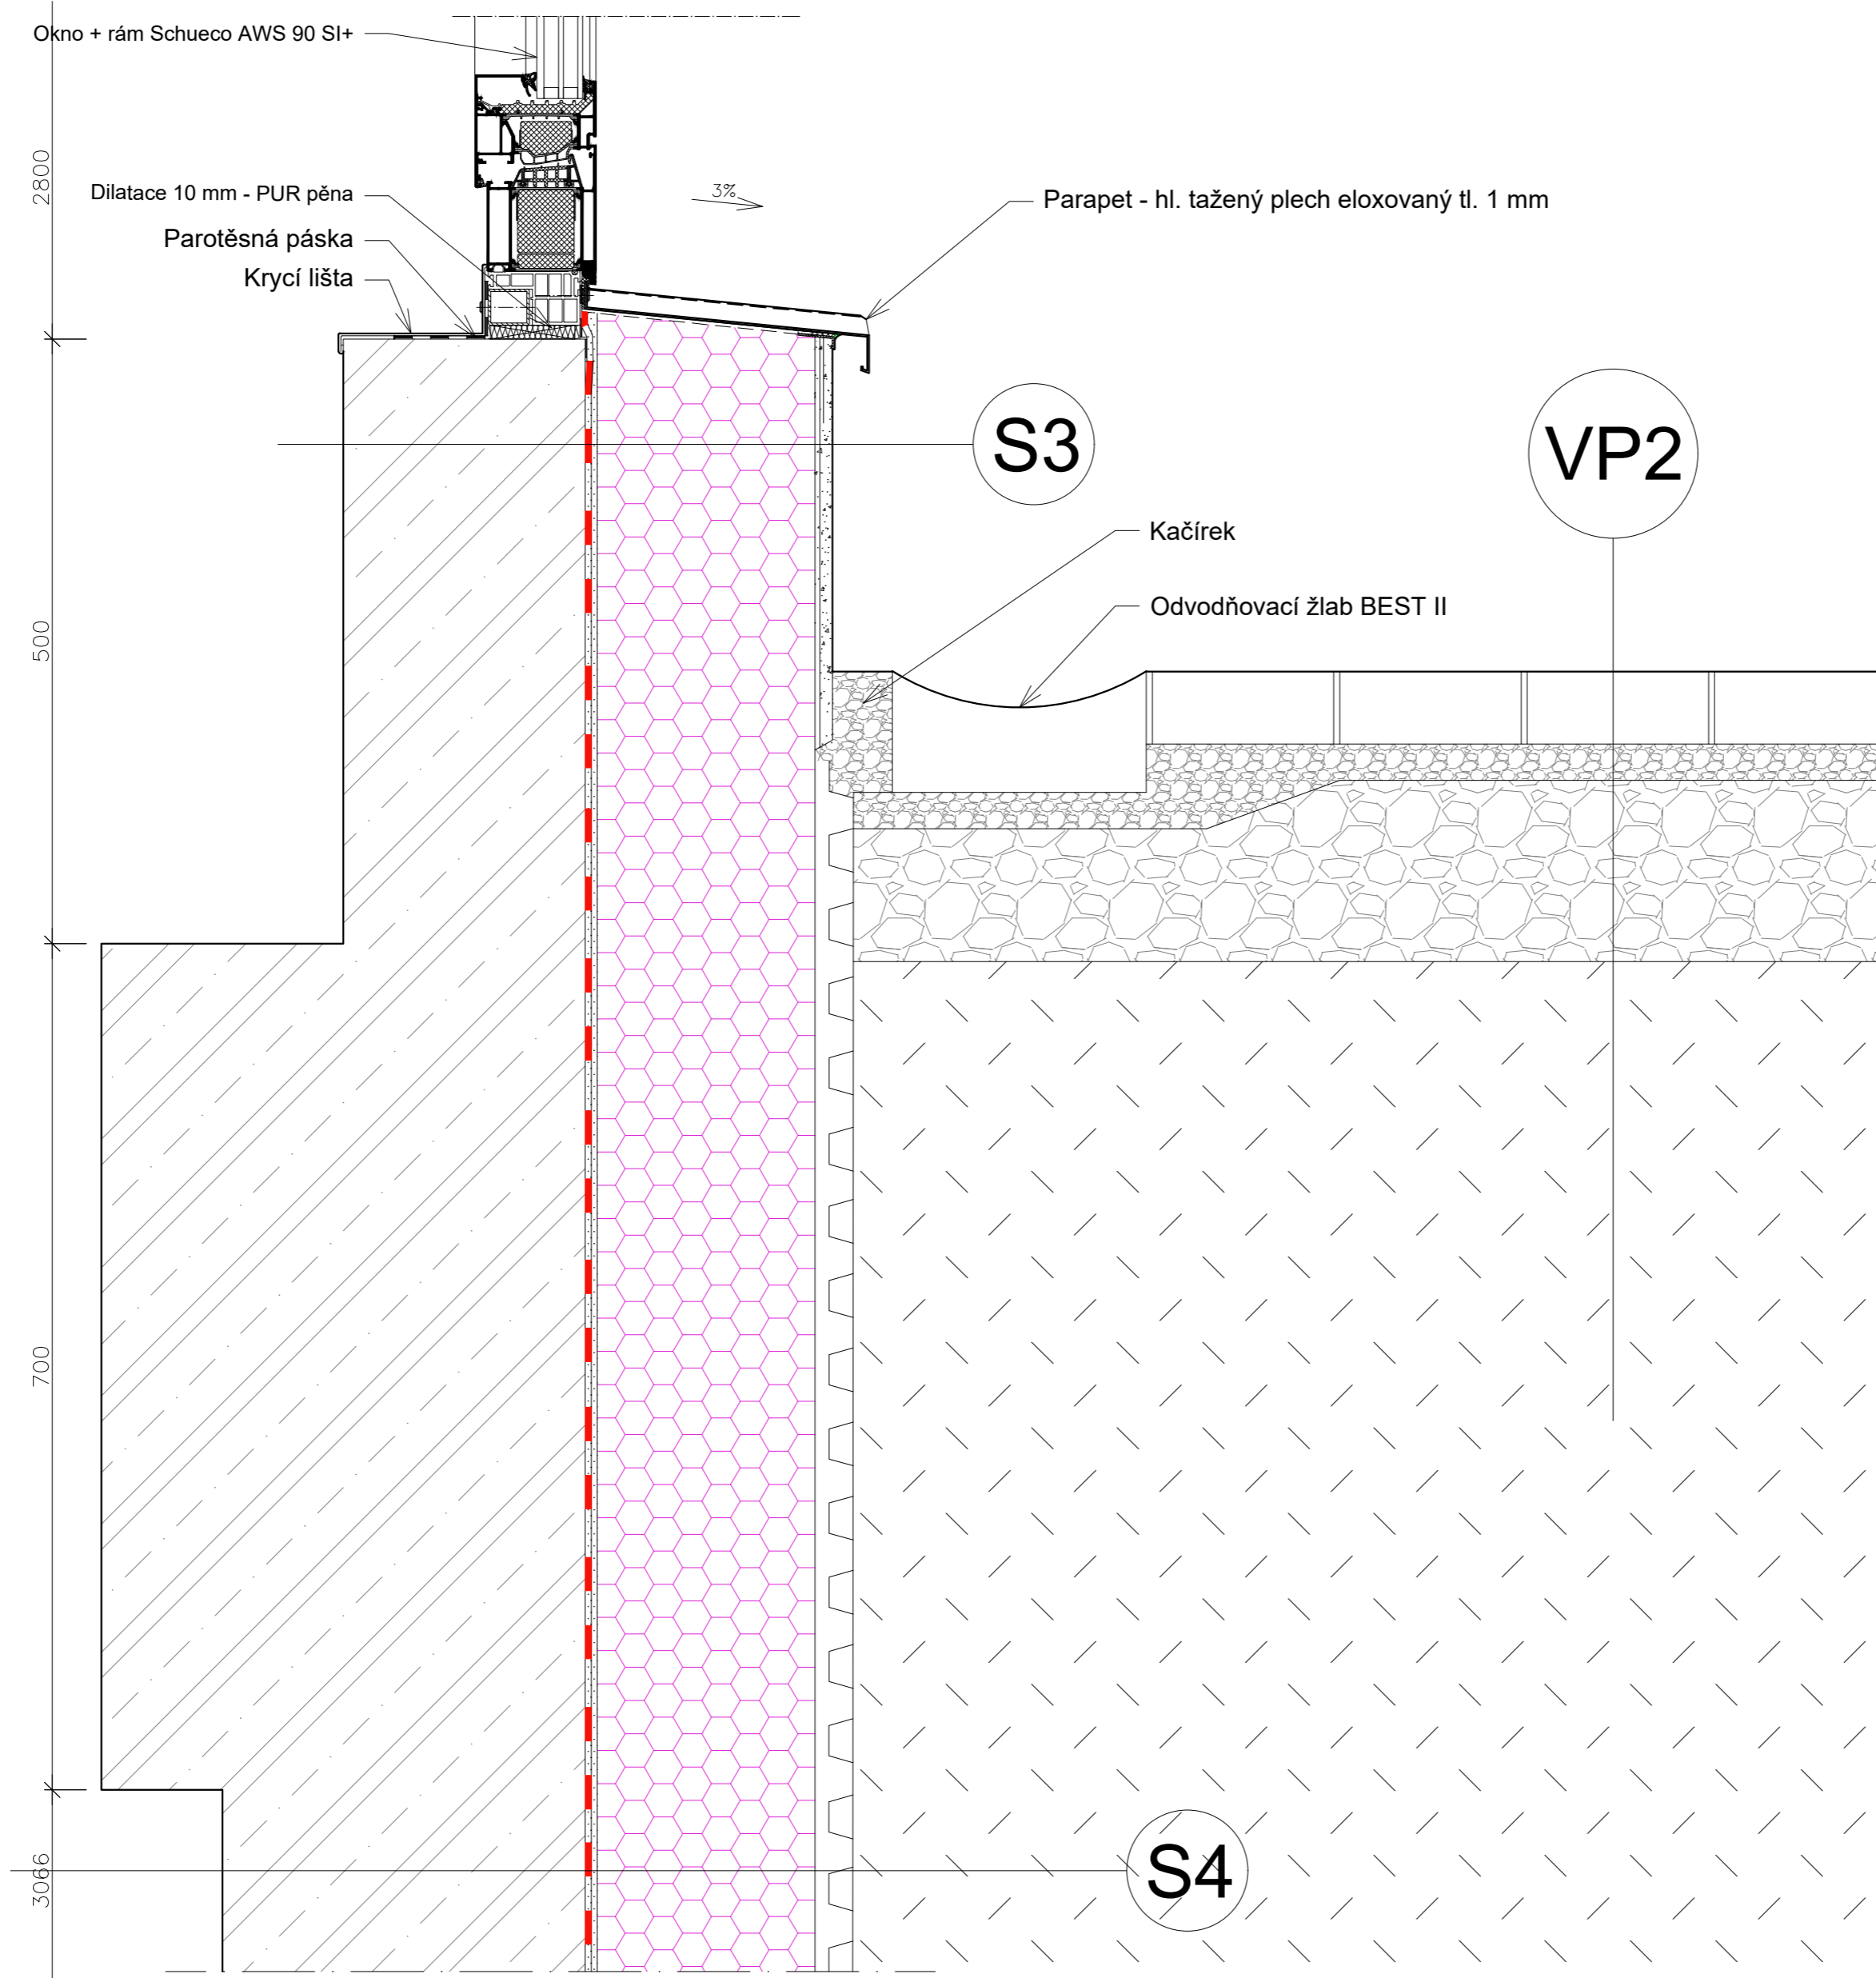 Okno + rám Schueco AWS 90 SI+
2800
Dilatace 10 mm - PUR pěna
3%
Parapet - hl. tažený plech eloxovaný tl. 1 mm
Parotěsná páska
Krycí lišta
S3
VP2
Kačírek
Odvodňovací žlab BEST II
500
700
S4
3066